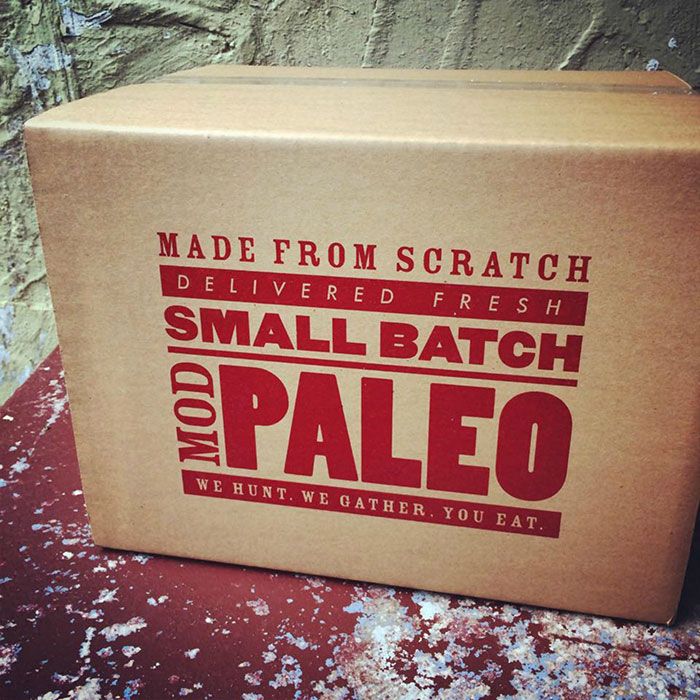 MADE FROM SCRATCH
DELIVERED FRESH
SMALL BATCH
MOD PALEO
WE HUNT. WE GATHER. YOU EAT.